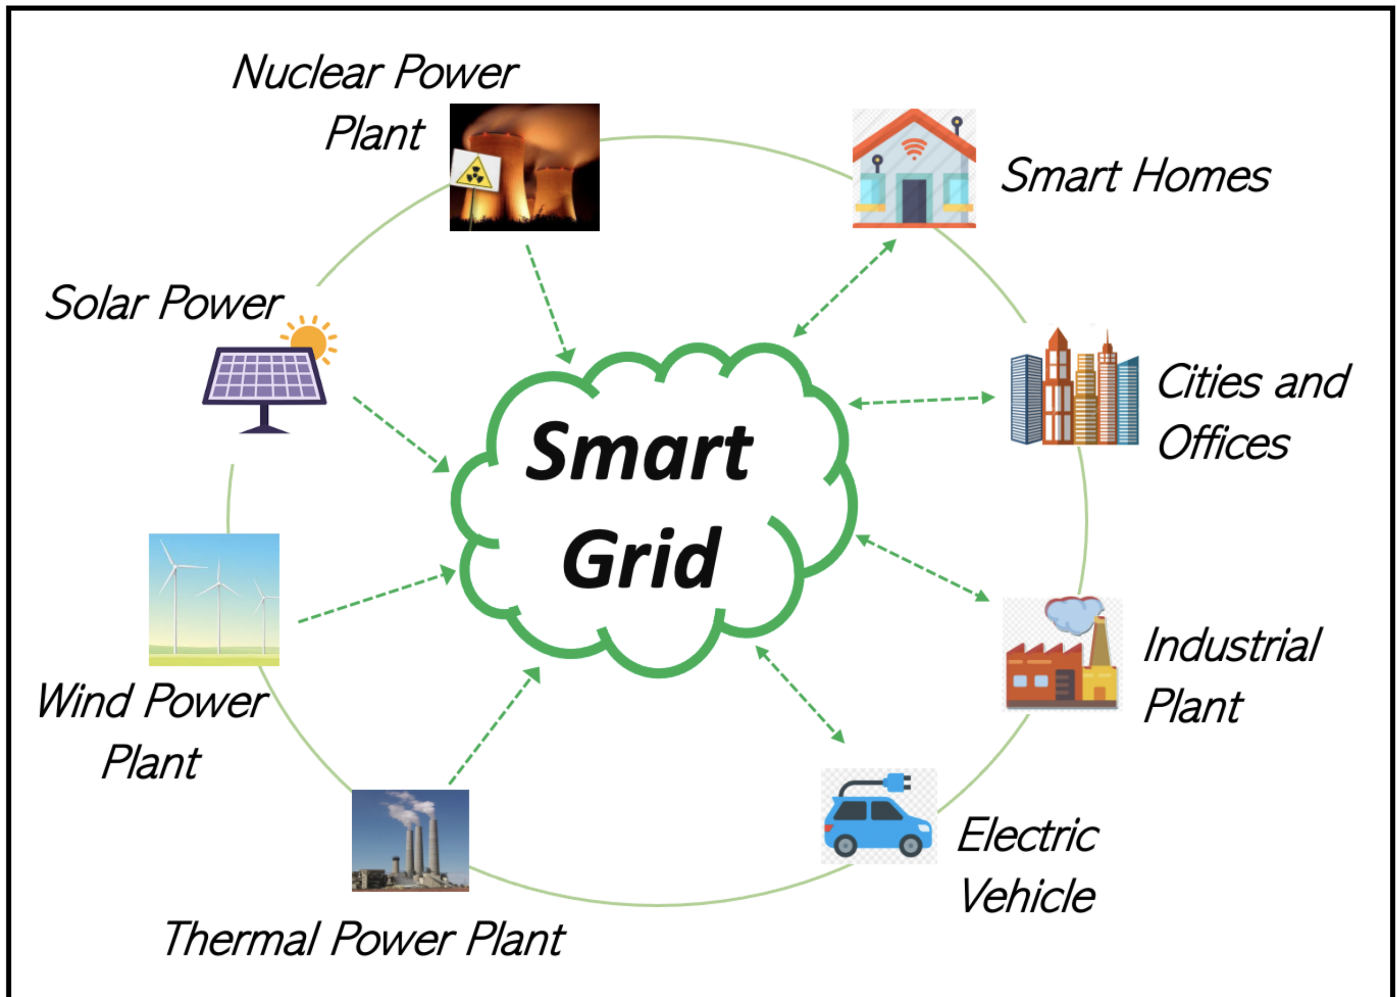 Nuclear Power
Plant
Smart Homes
Solar Power
Cities and
Offices
Smart
Grid
Industrial
Plant
Wind Power
Plant
Electric
Vehicle
Thermal Power Plant